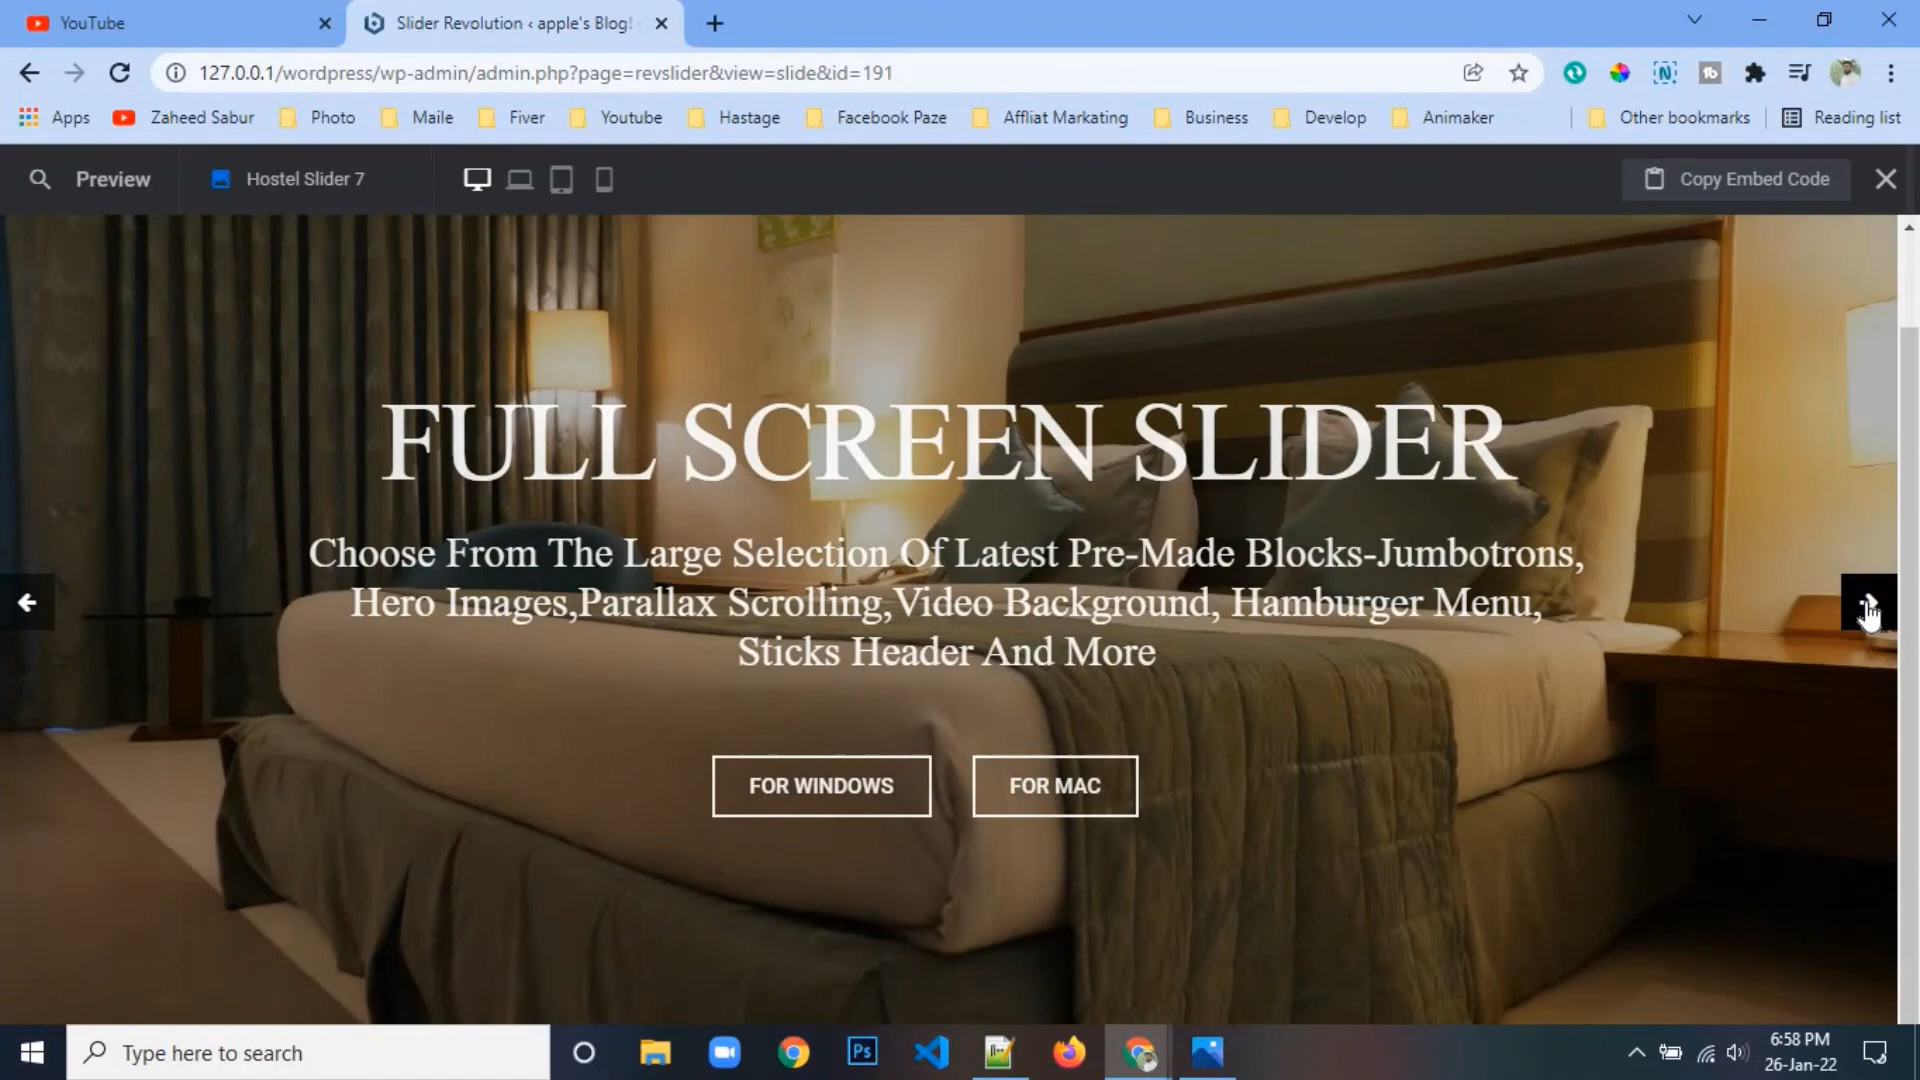 YouTube
Slider Revolution ‹ apple's Blog! -
127.0.0.1/wordpress/wp-admin/admin.php?page=revslider&view=slide&id=191
Apps
Zaheed Sabur
Photo
Maile
Fiver
Youtube
Hastage
Facebook Paze
Affliat Marketing
Business
Develop
Animaker
Other bookmarks
Reading list
Preview
Hostel Slider 7
Copy Embed Code
FULL SCREEN SLIDER
Choose From The Large Selection Of Latest Pre-Made Blocks-Jumbotrons,
Hero Images,Parallax Scrolling,Video Background, Hamburger Menu,
Sticks Header And More
FOR WINDOWS
FOR MAC
Type here to search
Ps
6:58 PM
26-Jan-22